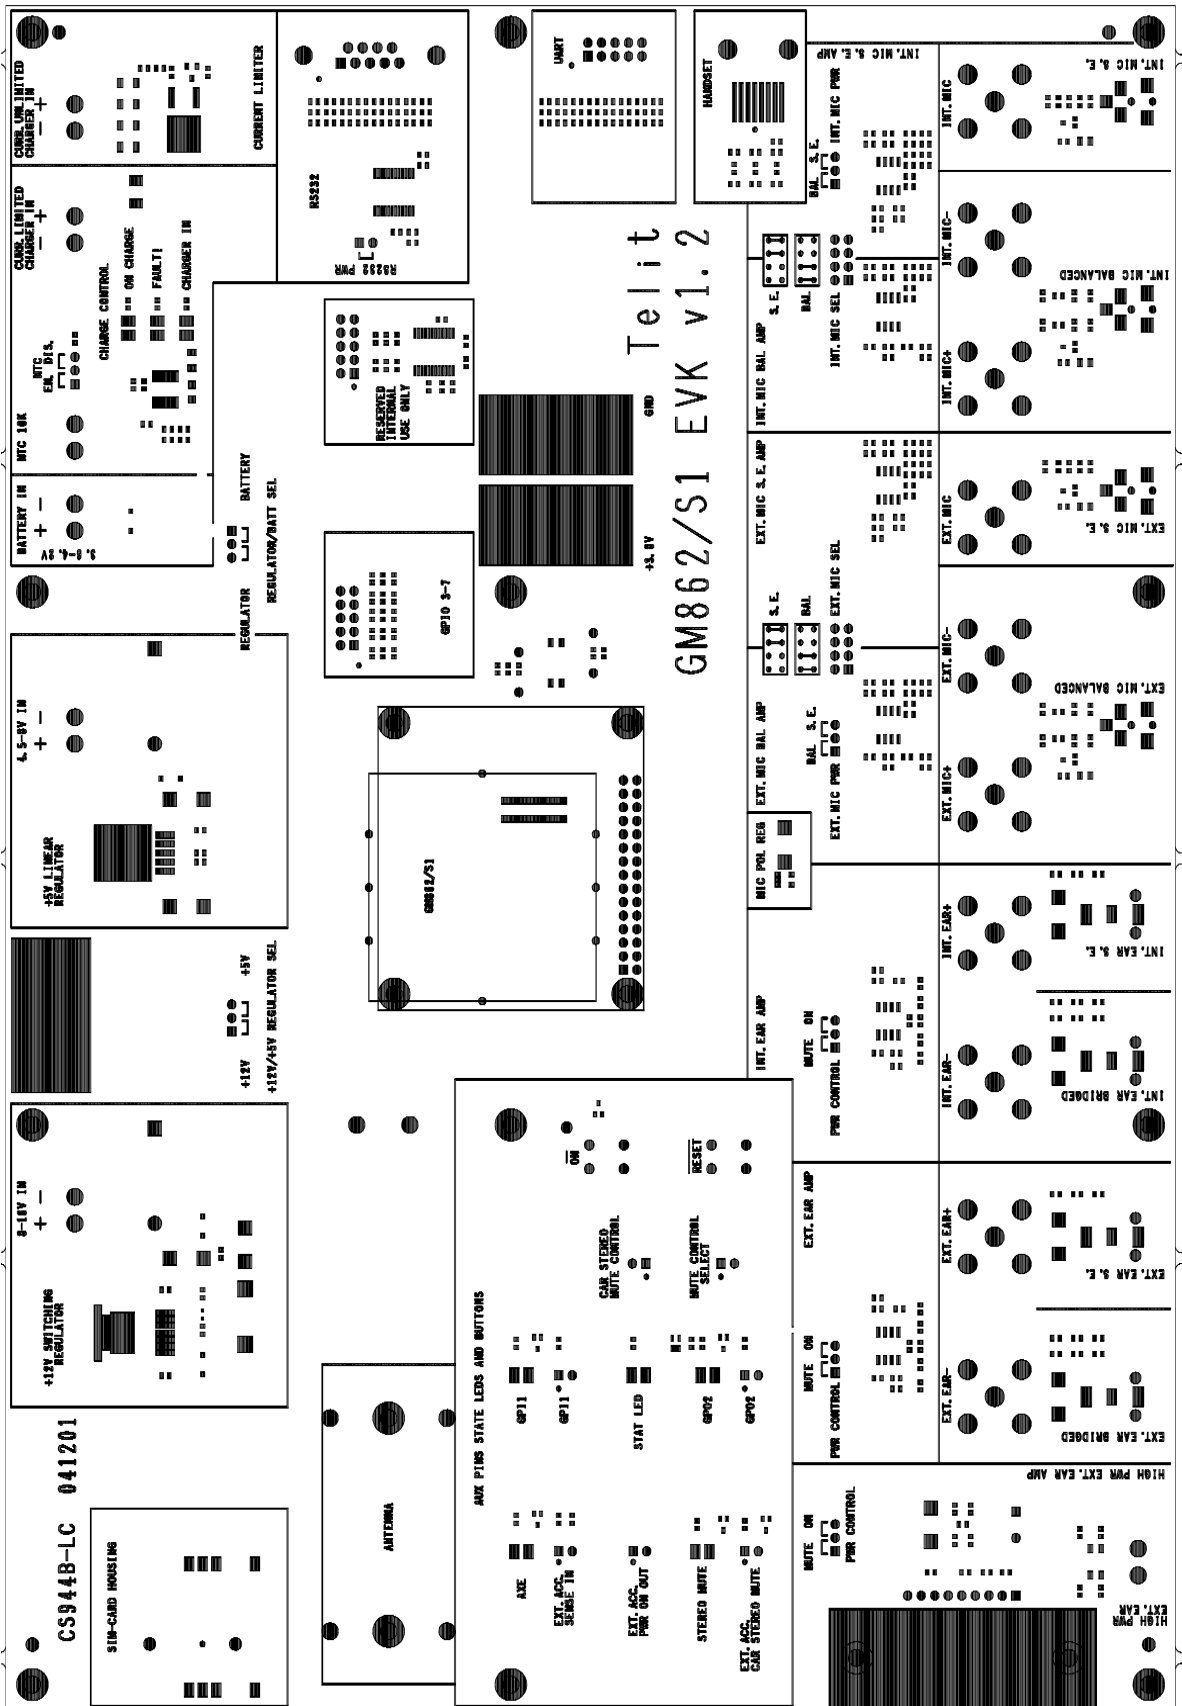 CURR. UNLIMITED
CHARGER IN
CURRENT LIMITER
CURR. LIMITED
CHARGER IN
ON CHARGE
FAULT!
CHARGER IN
CHARGE CONTROL
NTC
EN. DIS.
NTC 10K
BATTERY IN
3.6-4.2V
RS232
RS232 PWR
UART
HANDSET
RESERVED
INTERNAL
USE ONLY
GND
+3.8V
Telit
GM862/S1 EVK v1.2
BATTERY
REGULATOR
REGULATOR/BATT SEL
GPIO 3-7
4.5-8V IN
+5V LINEAR
REGULATOR
+5V
+12V
+12V/+5V REGULATOR SEL
8-16V IN
+12V SWITCHING
REGULATOR
GM862/S1
CS944B-LC 041201
SIM-CARD HOUSING
ANTENNA
AUX PINS STATE LEDS AND BUTTONS
ON
RESET
CAR STEREO
MUTE CONTROL
MUTE CONTROL
SELECT
GPI1
GPI1
STAT LED
GPO2
GPO2
AXE
EXT. ACC.
SENSE IN
EXT. ACC.
PWR ON OUT
STEREO MUTE
EXT. ACC.
CAR STEREO MUTE
INT. MIC S. E. AMP
INT. MIC PWR
BAL S. E.
S. E.
BAL
INT. MIC SEL
INT. MIC BAL AMP
INT. MIC S. E.
INT. MIC
INT. MIC-
INT. MIC BALANCED
INT. MIC+
EXT. MIC S. E. AMP
EXT. MIC
EXT. MIC S. E.
S. E.
BAL
EXT. MIC SEL
EXT. MIC BAL AMP
BAL S. E.
EXT. MIC PWR
EXT. MIC-
EXT. MIC BALANCED
EXT. MIC+
MIC POL REG
INT. EAR AMP
MUTE ON
PWR CONTROL
INT. EAR+
INT. EAR S. E.
INT. EAR-
INT. EAR BRIDGED
EXT. EAR AMP
MUTE ON
PWR CONTROL
EXT. EAR+
EXT. EAR S. E.
EXT. EAR-
EXT. EAR BRIDGED
HIGH PWR EXT. EAR AMP
MUTE ON
PWR CONTROL
HIGH PWR
EXT. EAR